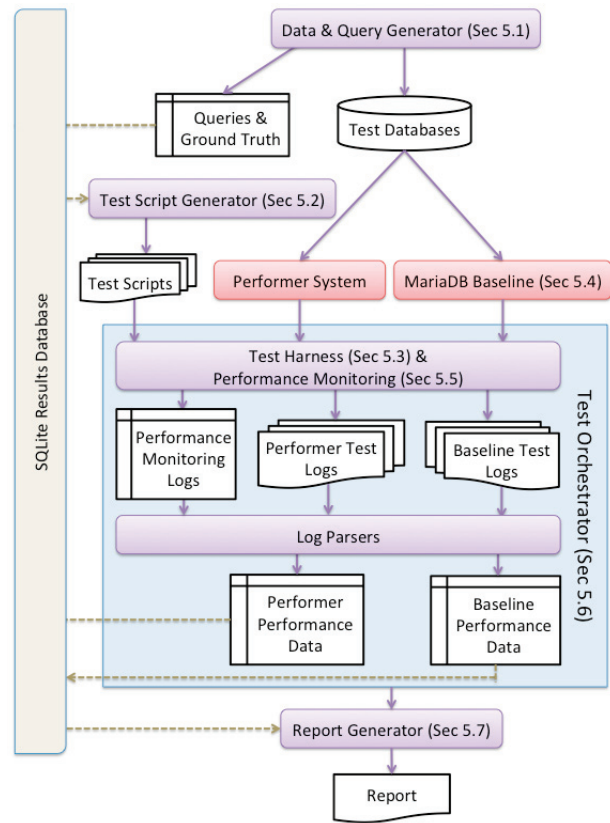 Data & Query Generator (Sec 5.1)
Queries &
Ground Truth
Test Databases
Test Script Generator (Sec 5.2)
Test Scripts
Performer System
MariaDB Baseline (Sec 5.4)
SQLite Results Database
Test Harness (Sec 5.3) &
Performance Monitoring (Sec 5.5)
Performance
Monitoring
Logs
Performer Test
Logs
Baseline Test
Logs
Test Orchestrator (Sec 5.6)
Log Parsers
Performer
Performance
Data
Baseline
Performance
Data
Report Generator (Sec 5.7)
Report